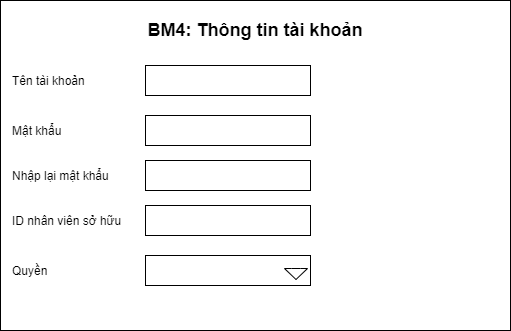 BM4: Thông tin tài khoản
Tên tài khoản
Mật khẩu
Nhập lại mật khẩu
ID nhân viên sở hữu
Quyền